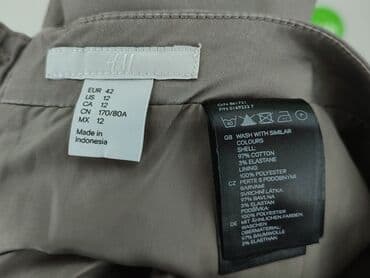 H&M
EUR 42
US 12
CA 12
CN 170/80A
MX 12
Made in
Indonesia
GB WASH WITH SIMILAR
COLOURS
SHELL:
97% COTTON
3% ELASTANE
LINING:
100% POLYESTER
CZ PERTE S PODOBNÝMI
BARVAMI
SVRCHNÍ LÁTKA:
97% BAVLNA
3% ELASTAN
PODŠÍVKA:
100% POLYESTER
DE MIT ÄHNLICHEN FARBEN
WASCHEN
OBERMATERIAL:
97% BAUMWOLLE
3% ELASTHAN